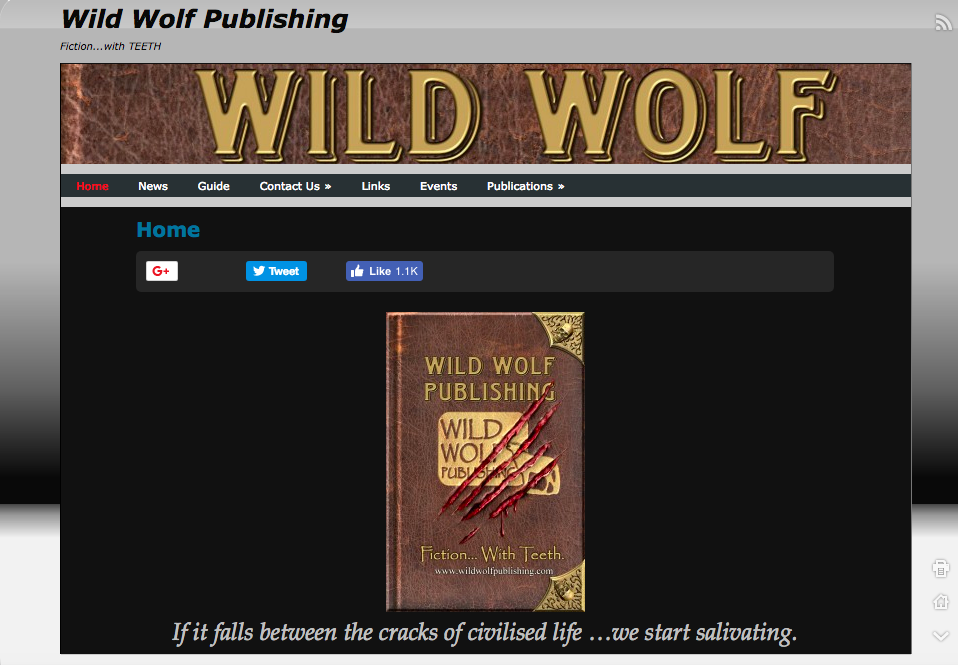 Wild Wolf Publishing
Fiction...with TEETH
WILD WOLF
Home News Guide Contact Us » Links Events Publications »
Home
G+ Tweet Like 1.1K
WILD WOLF
PUBLISHING
WILD
WOLF
PUBLISHING
Fiction... With Teeth.
www.wildwolfpublishing.com
If it falls between the cracks of civilised life ...we start salivating.